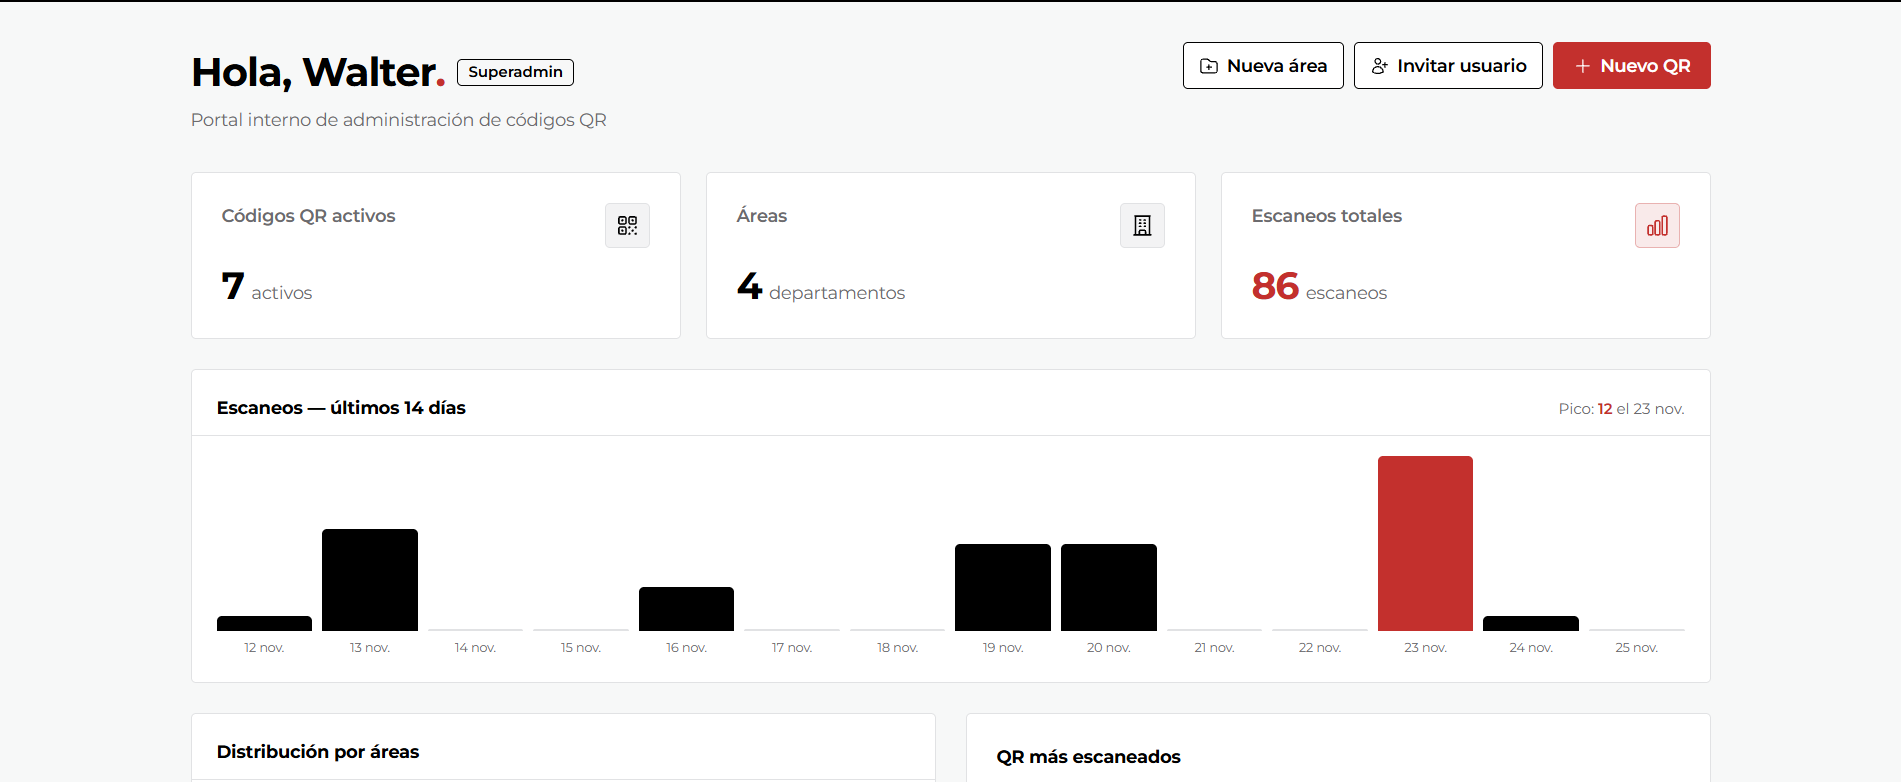 Hola, Walter.
Superadmin
Nueva área
Invitar usuario
Nuevo QR
Portal interno de administración de códigos QR
Códigos QR activos
7 activos
Áreas
4 departamentos
Escaneos totales
86 escaneos
Escaneos — últimos 14 días
Pico: 12 el 23 nov.
12 nov.
13 nov.
14 nov.
15 nov.
16 nov.
17 nov.
18 nov.
19 nov.
20 nov.
21 nov.
22 nov.
23 nov.
24 nov.
25 nov.
Distribución por áreas
QR más escaneados